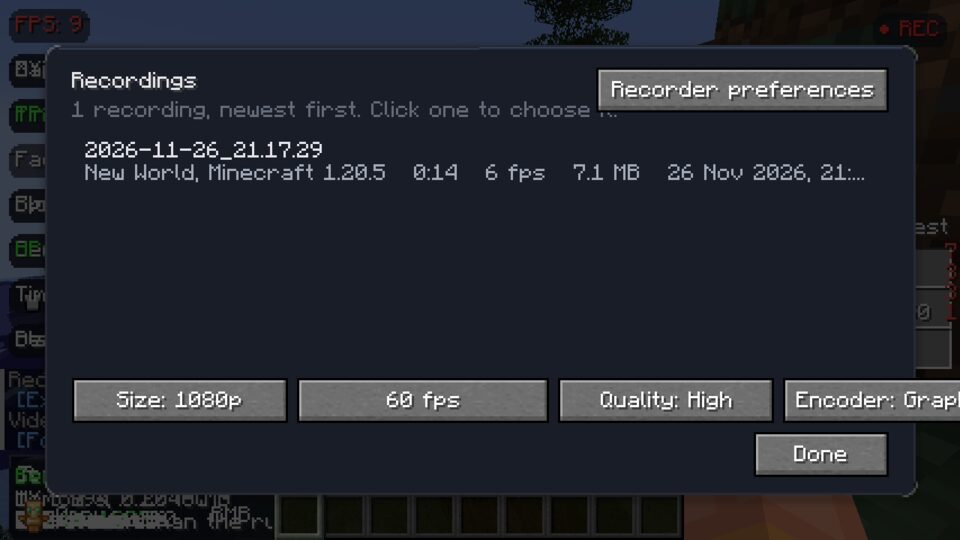 FPS: 9
REC
Recordings
Recorder preferences
1 recording, newest first. Click one to choose it.
2026-11-26_21.17.29
New World, Minecraft 1.20.5 0:14 6 fps 7.1 MB 26 Nov 2026, 21:...
Size: 1080p
60 fps
Quality: High
Encoder: Grap
Done